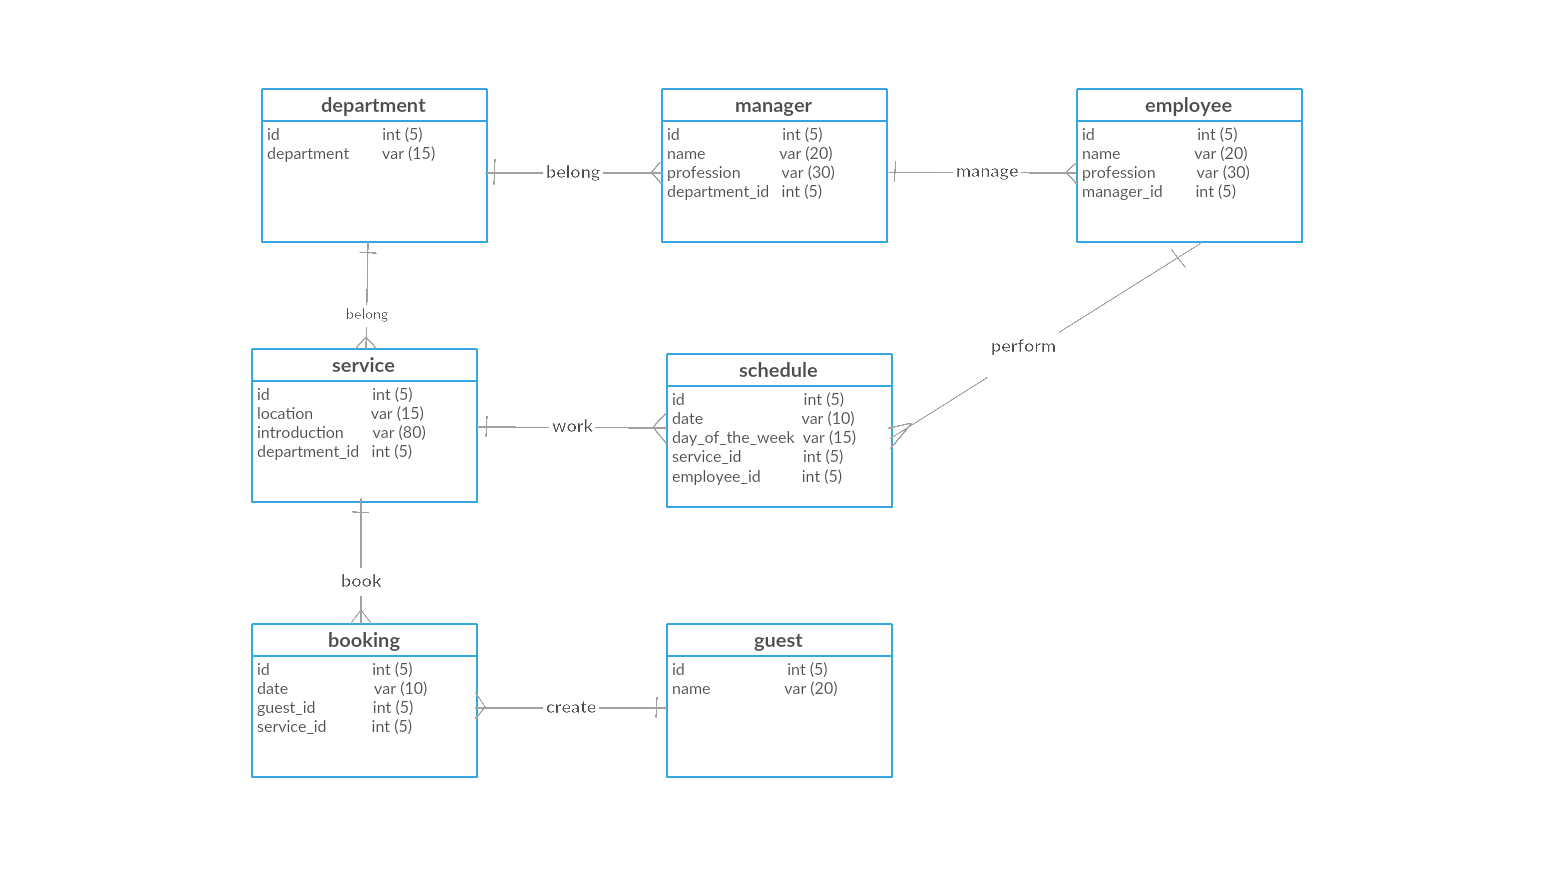 department
id int (5)
department var (15)
belong
manager
id int (5)
name var (20)
profession var (30)
department_id int (5)
manage
employee
id int (5)
name var (20)
profession var (30)
manager_id int (5)
belong
perform
service
id int (5)
location var (15)
introduction var (80)
department_id int (5)
work
schedule
id int (5)
date var (10)
day_of_the_week var (15)
service_id int (5)
employee_id int (5)
book
booking
id int (5)
date var (10)
guest_id int (5)
service_id int (5)
create
guest
id int (5)
name var (20)